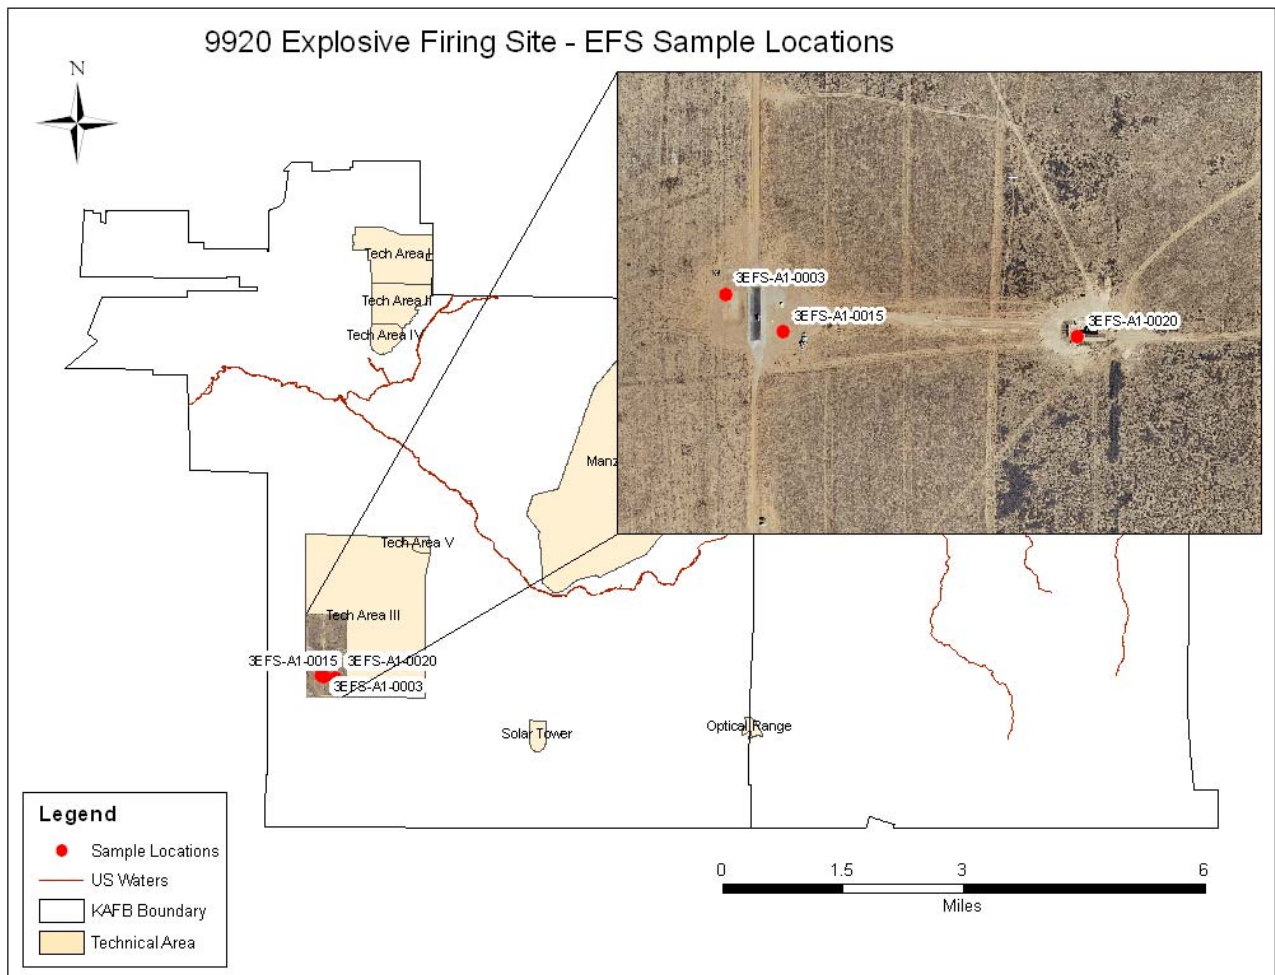 9920 Explosive Firing Site - EFS Sample Locations
N
3EFS-A1-0003
3EFS-A1-0015
3EFS-A1-0020
Tech Area I
Tech Area II
Tech Area IV
Manz
Tech Area V
Tech Area III
3EFS-A1-0015
3EFS-A1-0020
3EFS-A1-0003
Solar Tower
Optical Range
Legend
Sample Locations
US Waters
KAFB Boundary
Technical Area
0 1.5 3 6
Miles